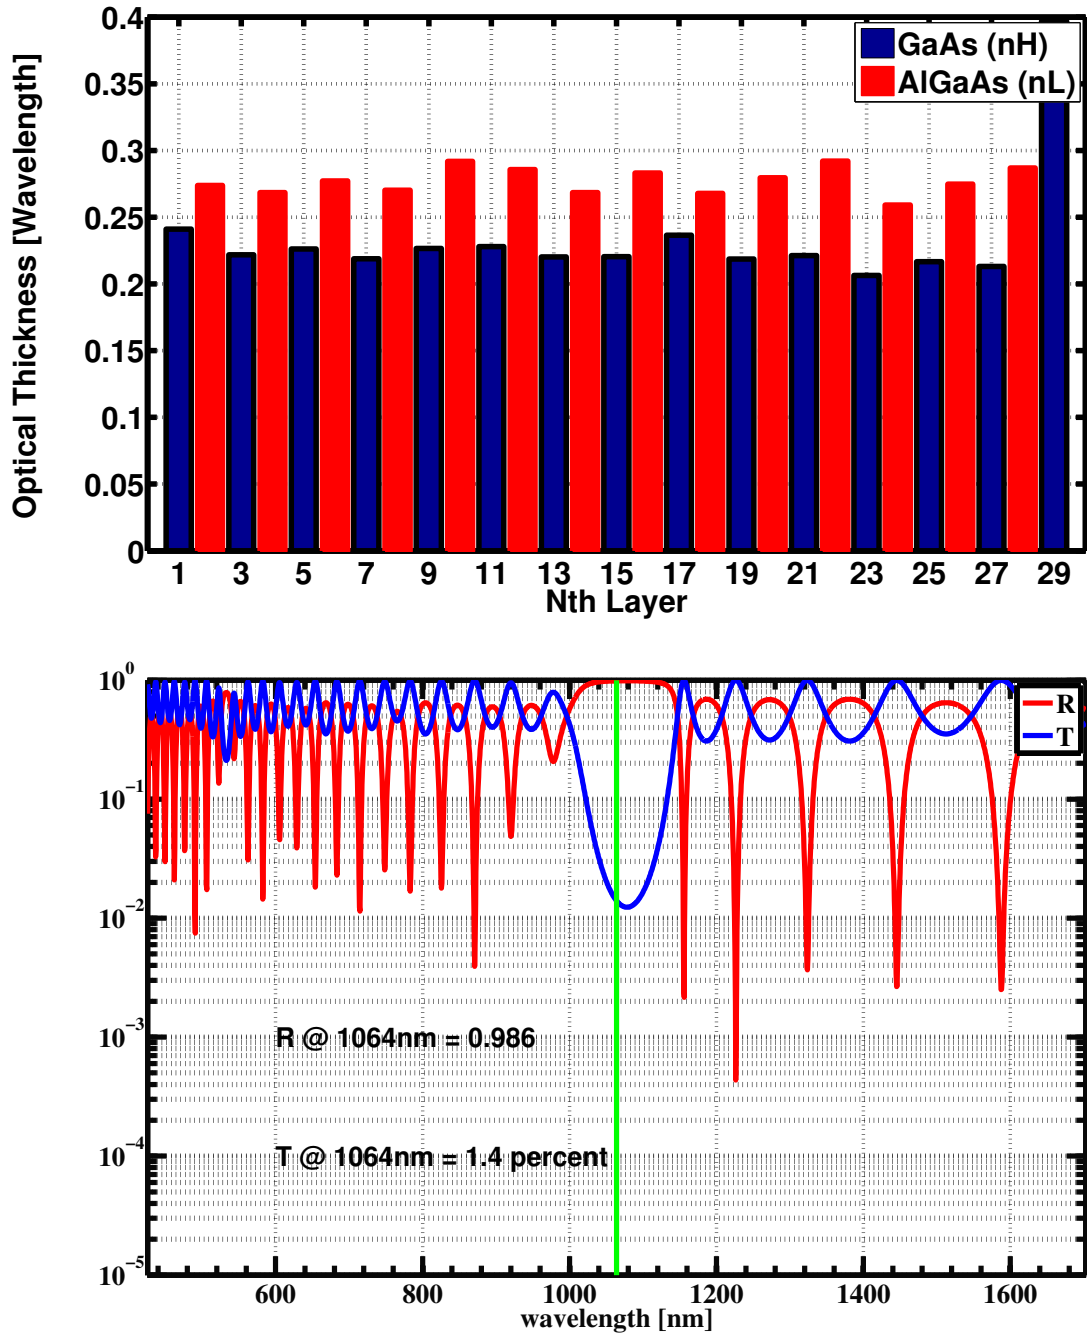 Optical Thickness [Wavelength]
0.4
0.35
0.3
0.25
0.2
0.15
0.1
0.05
0
GaAs (nH)
AlGaAs (nL)
1 3 5 7 9 11 13 15 17 19 21 23 25 27 29
Nth Layer
10^0
10^-1
10^-2
10^-3
10^-4
10^-5
R
T
R @ 1064nm = 0.986
T @ 1064nm = 1.4 percent
600 800 1000 1200 1400 1600
wavelength [nm]